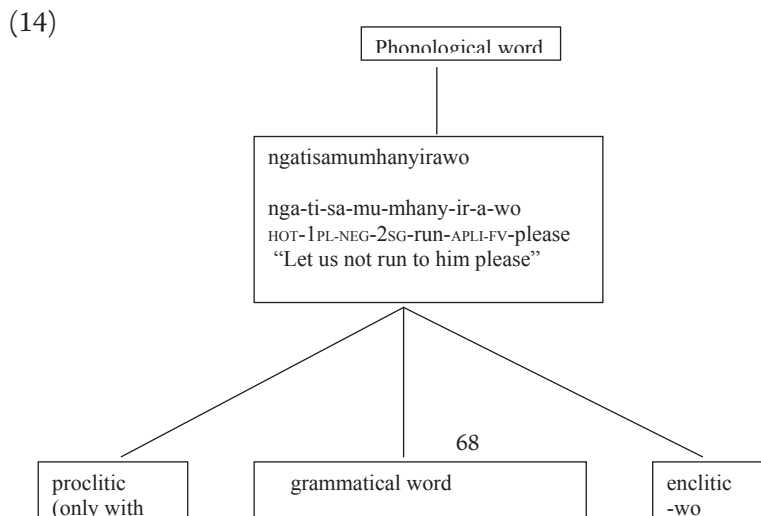 (14)
Phonological word
ngatisamumhanyirawo
nga-ti-sa-mu-mhany-ir-a-wo
HOT-1PL-NEG-2SG-run-APLI-FV-please
“Let us not run to him please”
68
proclitic
(only with
grammatical word
enclitic
-wo